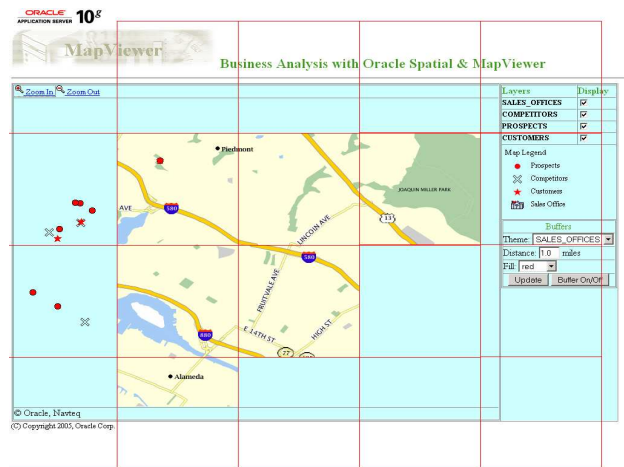 ORACLE
APPLICATION SERVER 10g
MapViewer
Business Analysis with Oracle Spatial & MapViewer
Zoom In Zoom Out
Layers Display
SALES_OFFICES
COMPETITORS
PROSPECTS
CUSTOMERS
Map Legend
Prospects
Competitors
Customers
Sales Office
Buffers
Theme: SALES_OFFICES
Distance: 1.0 miles
Fill: red
Update Buffer On/Off
Piedmont
JOAQUIN MILLER PARK
AVE
580
13
LINCOLN AVE
580
FRUITVALE AVE
E 14TH ST
HIGH ST
880
77
Alameda
© Oracle, Navteq
(C) Copyright 2005, Oracle Corp.